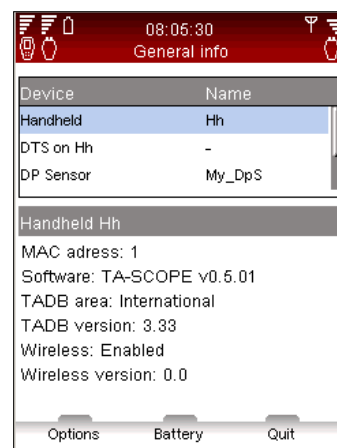 08:05:30
General info
Device Name
Handheld Hh
DTS on Hh -
DP Sensor My_DpS
Handheld Hh
MAC adress: 1
Software: TA-SCOPE v0.5.01
TADB area: International
TADB version: 3.33
Wireless: Enabled
Wireless version: 0.0
Options Battery Quit